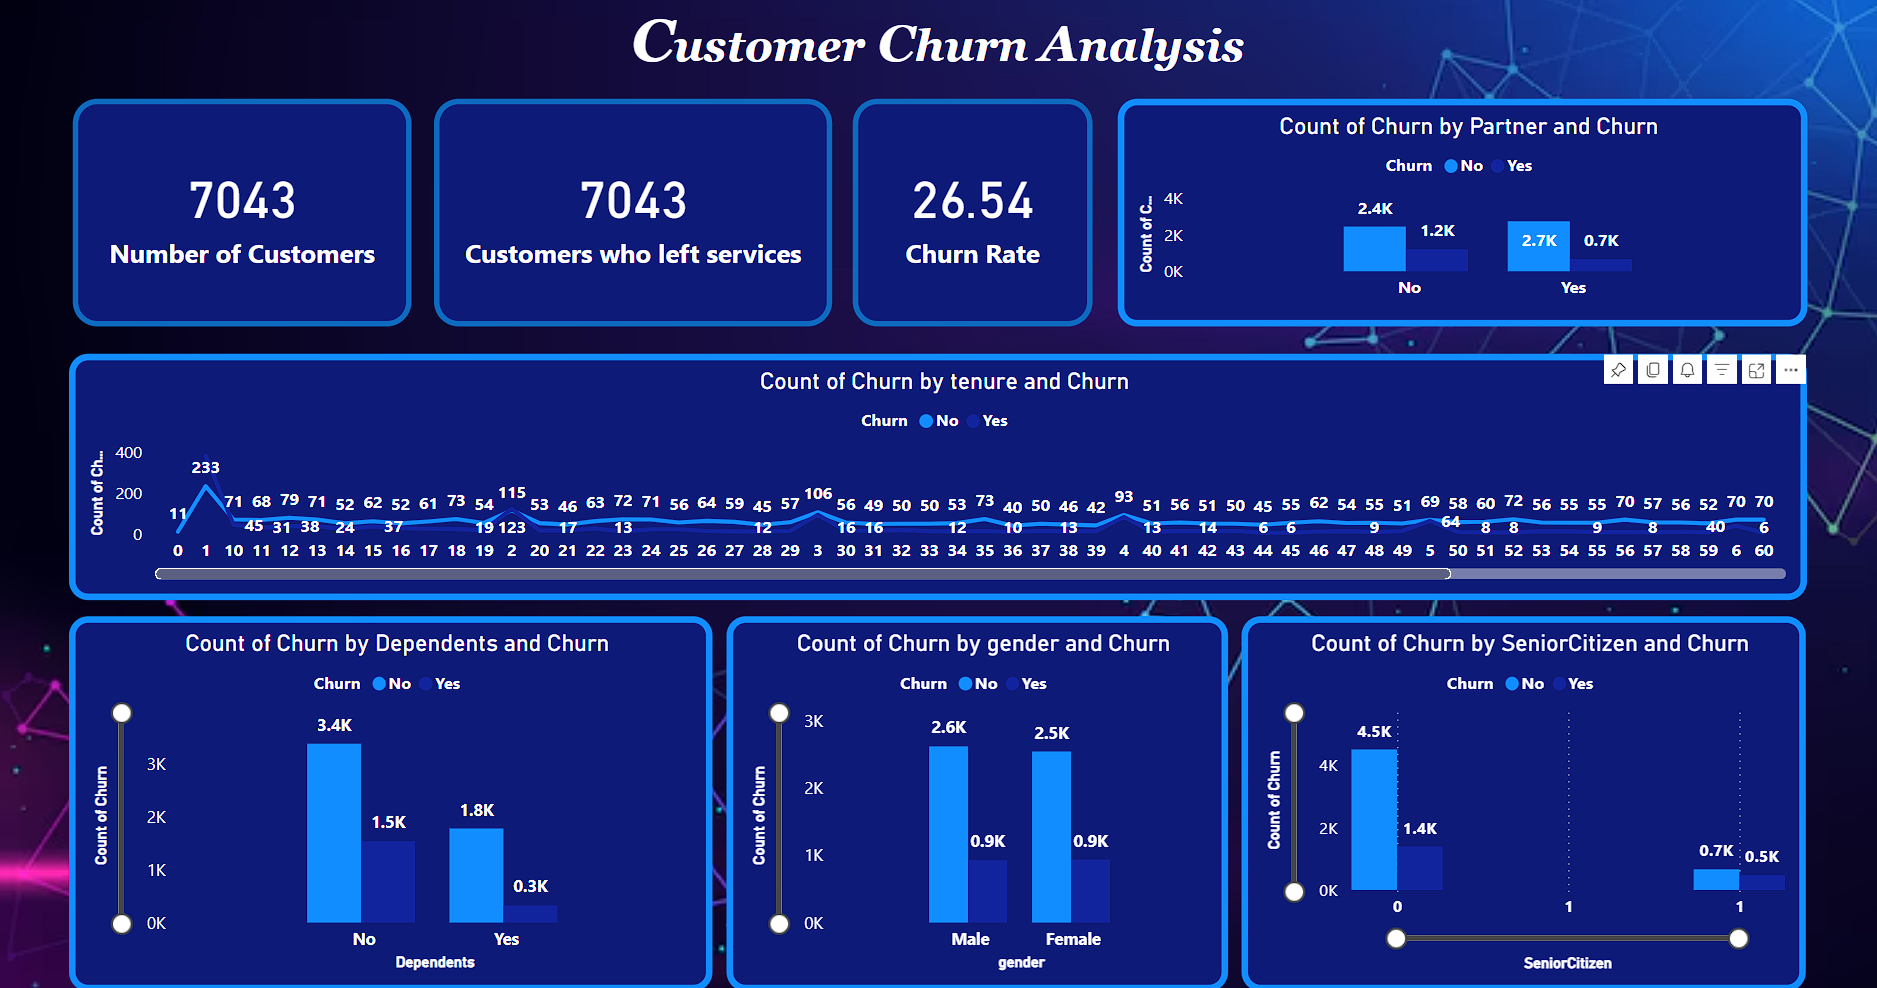 Customer Churn Analysis
7043
Number of Customers
7043
Customers who left services
26.54
Churn Rate
Count of Churn by Partner and Churn
Churn No Yes
Count of C...
4K
2K
0K
2.4K
1.2K
2.7K
0.7K
No Yes
Count of Churn by tenure and Churn
Churn No Yes
Count of Ch...
400
200
0
11 233 71 68 79 71 52 62 52 61 73 54 115 53 46 63 72 71 56 64 59 45 57 106 56 49 50 50 53 73 40 50 46 42 93 51 56 51 50 45 55 62 54 55 51 69 58 60 72 56 55 55 70 57 56 52 70 70
45 31 38 24 37 19 123 17 13 12 16 16 12 10 13 13 14 6 6 9 64 8 8 9 8 40 6
0 1 10 11 12 13 14 15 16 17 18 19 2 20 21 22 23 24 25 26 27 28 29 3 30 31 32 33 34 35 36 37 38 39 4 40 41 42 43 44 45 46 47 48 49 5 50 51 52 53 54 55 56 57 58 59 6 60
Count of Churn by Dependents and Churn
Churn No Yes
Count of Churn
3K
2K
1K
0K
3.4K
1.5K
1.8K
0.3K
No Yes
Dependents
Count of Churn by gender and Churn
Churn No Yes
Count of Churn
3K
2K
1K
0K
2.6K
0.9K
2.5K
0.9K
Male Female
gender
Count of Churn by SeniorCitizen and Churn
Churn No Yes
Count of Churn
4K
2K
0K
4.5K
1.4K
0.7K
0.5K
0 1 1
SeniorCitizen